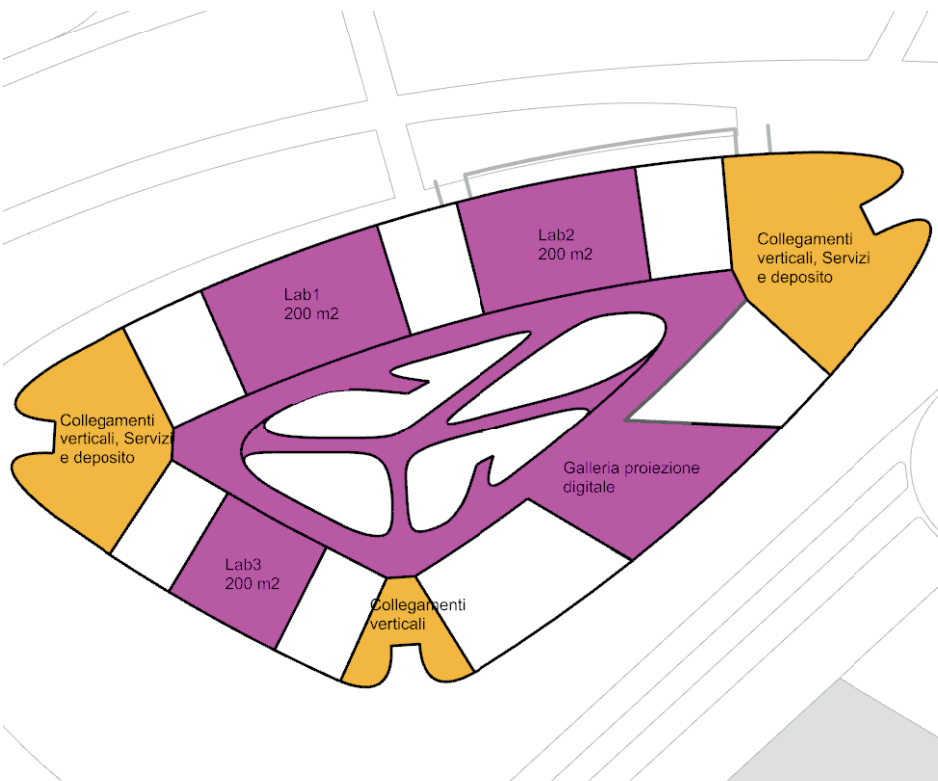 Lab2
200 m2
Collegamenti
verticali, Servizi
e deposito
Lab1
200 m2
Collegamenti
verticali, Servizi
e deposito
Galleria proiezione
digitale
Lab3
200 m2
Collegamenti
verticali